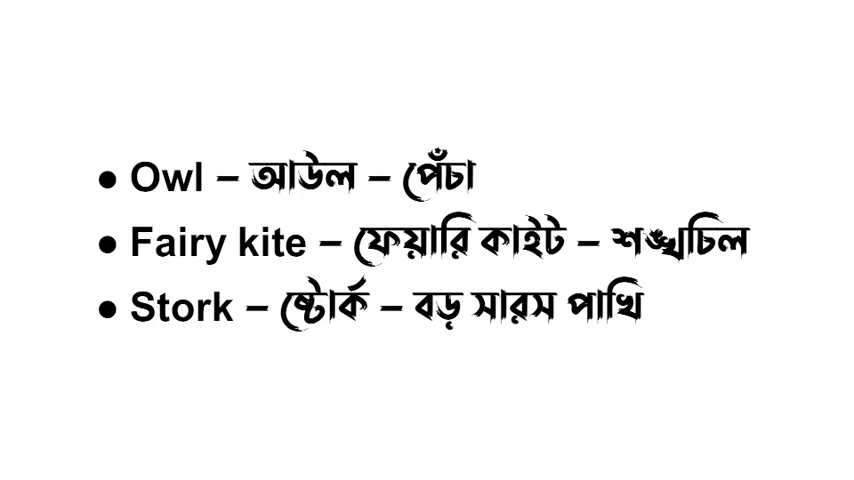 ● Owl – আউল – পেঁচা
● Fairy kite – ফেয়ারি কাইট – শঙ্খচিল
● Stork – ষ্টোর্ক – বড় সারস পাখি